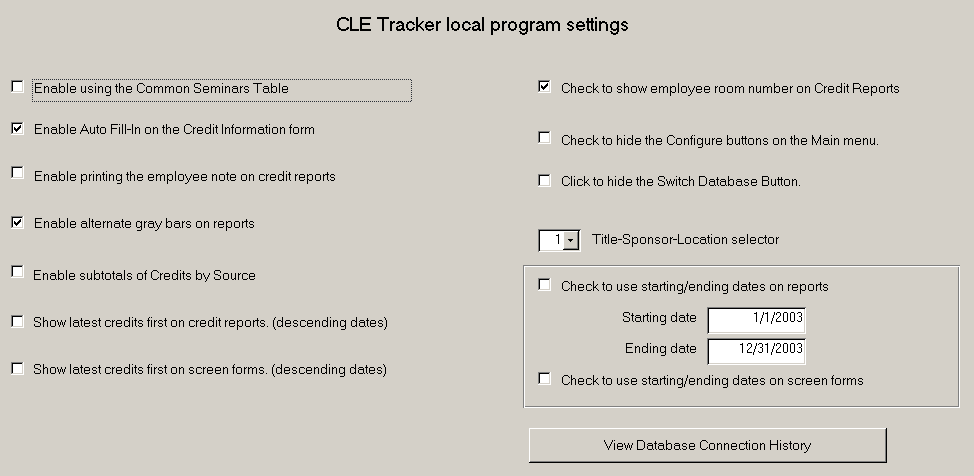 CLE Tracker local program settings
Enable using the Common Seminars Table
Enable Auto Fill-In on the Credit Information form
Enable printing the employee note on credit reports
Enable alternate gray bars on reports
Enable subtotals of Credits by Source
Show latest credits first on credit reports. (descending dates)
Show latest credits first on screen forms. (descending dates)
Check to show employee room number on Credit Reports
Check to hide the Configure buttons on the Main menu.
Click to hide the Switch Database Button.
1 Title-Sponsor-Location selector
Check to use starting/ending dates on reports
Starting date 1/1/2003
Ending date 12/31/2003
Check to use starting/ending dates on screen forms
View Database Connection History